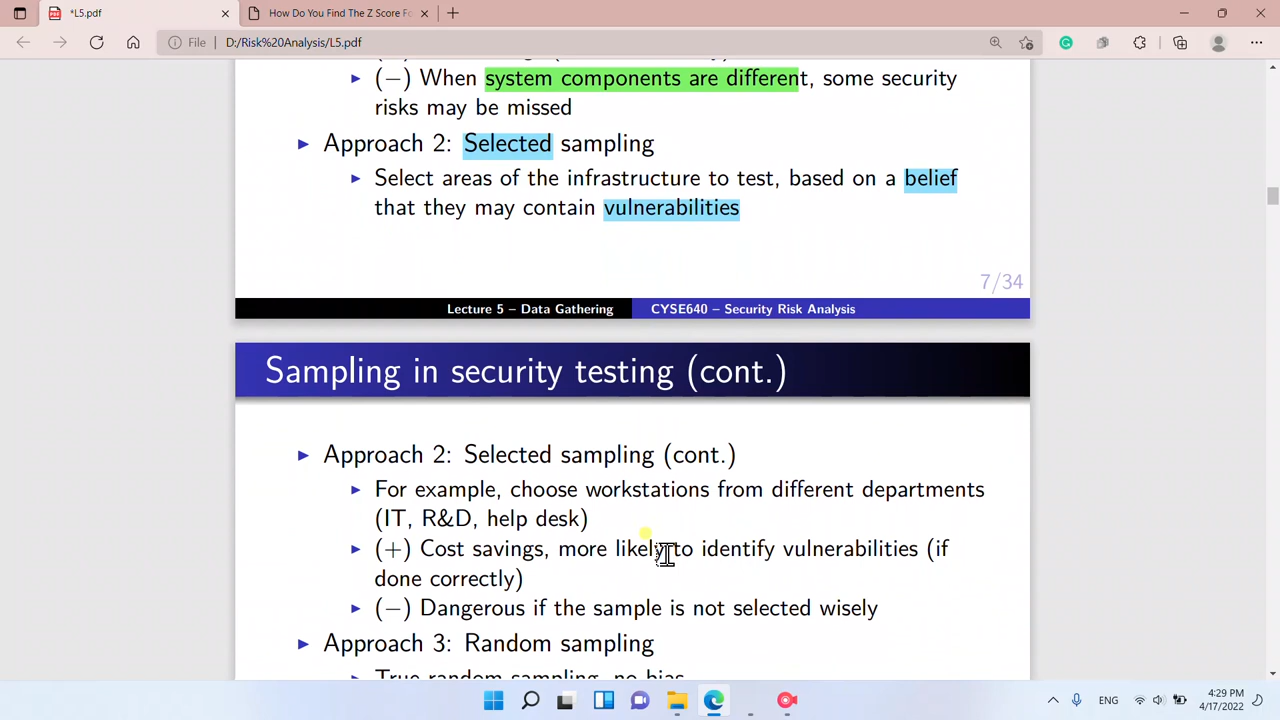 *L5.pdf
How Do You Find The Z Score Fo
File
D:/Risk%20Analysis/L5.pdf
(−) When system components are different, some security
risks may be missed
Approach 2: Selected sampling
Select areas of the infrastructure to test, based on a belief
that they may contain vulnerabilities
7/34
Lecture 5 – Data Gathering CYSE640 – Security Risk Analysis
Sampling in security testing (cont.)
Approach 2: Selected sampling (cont.)
For example, choose workstations from different departments
(IT, R&D, help desk)
(+) Cost savings, more likely to identify vulnerabilities (if
done correctly)
(−) Dangerous if the sample is not selected wisely
Approach 3: Random sampling
True random sampling, no bias
ENG
4:29 PM
4/17/2022